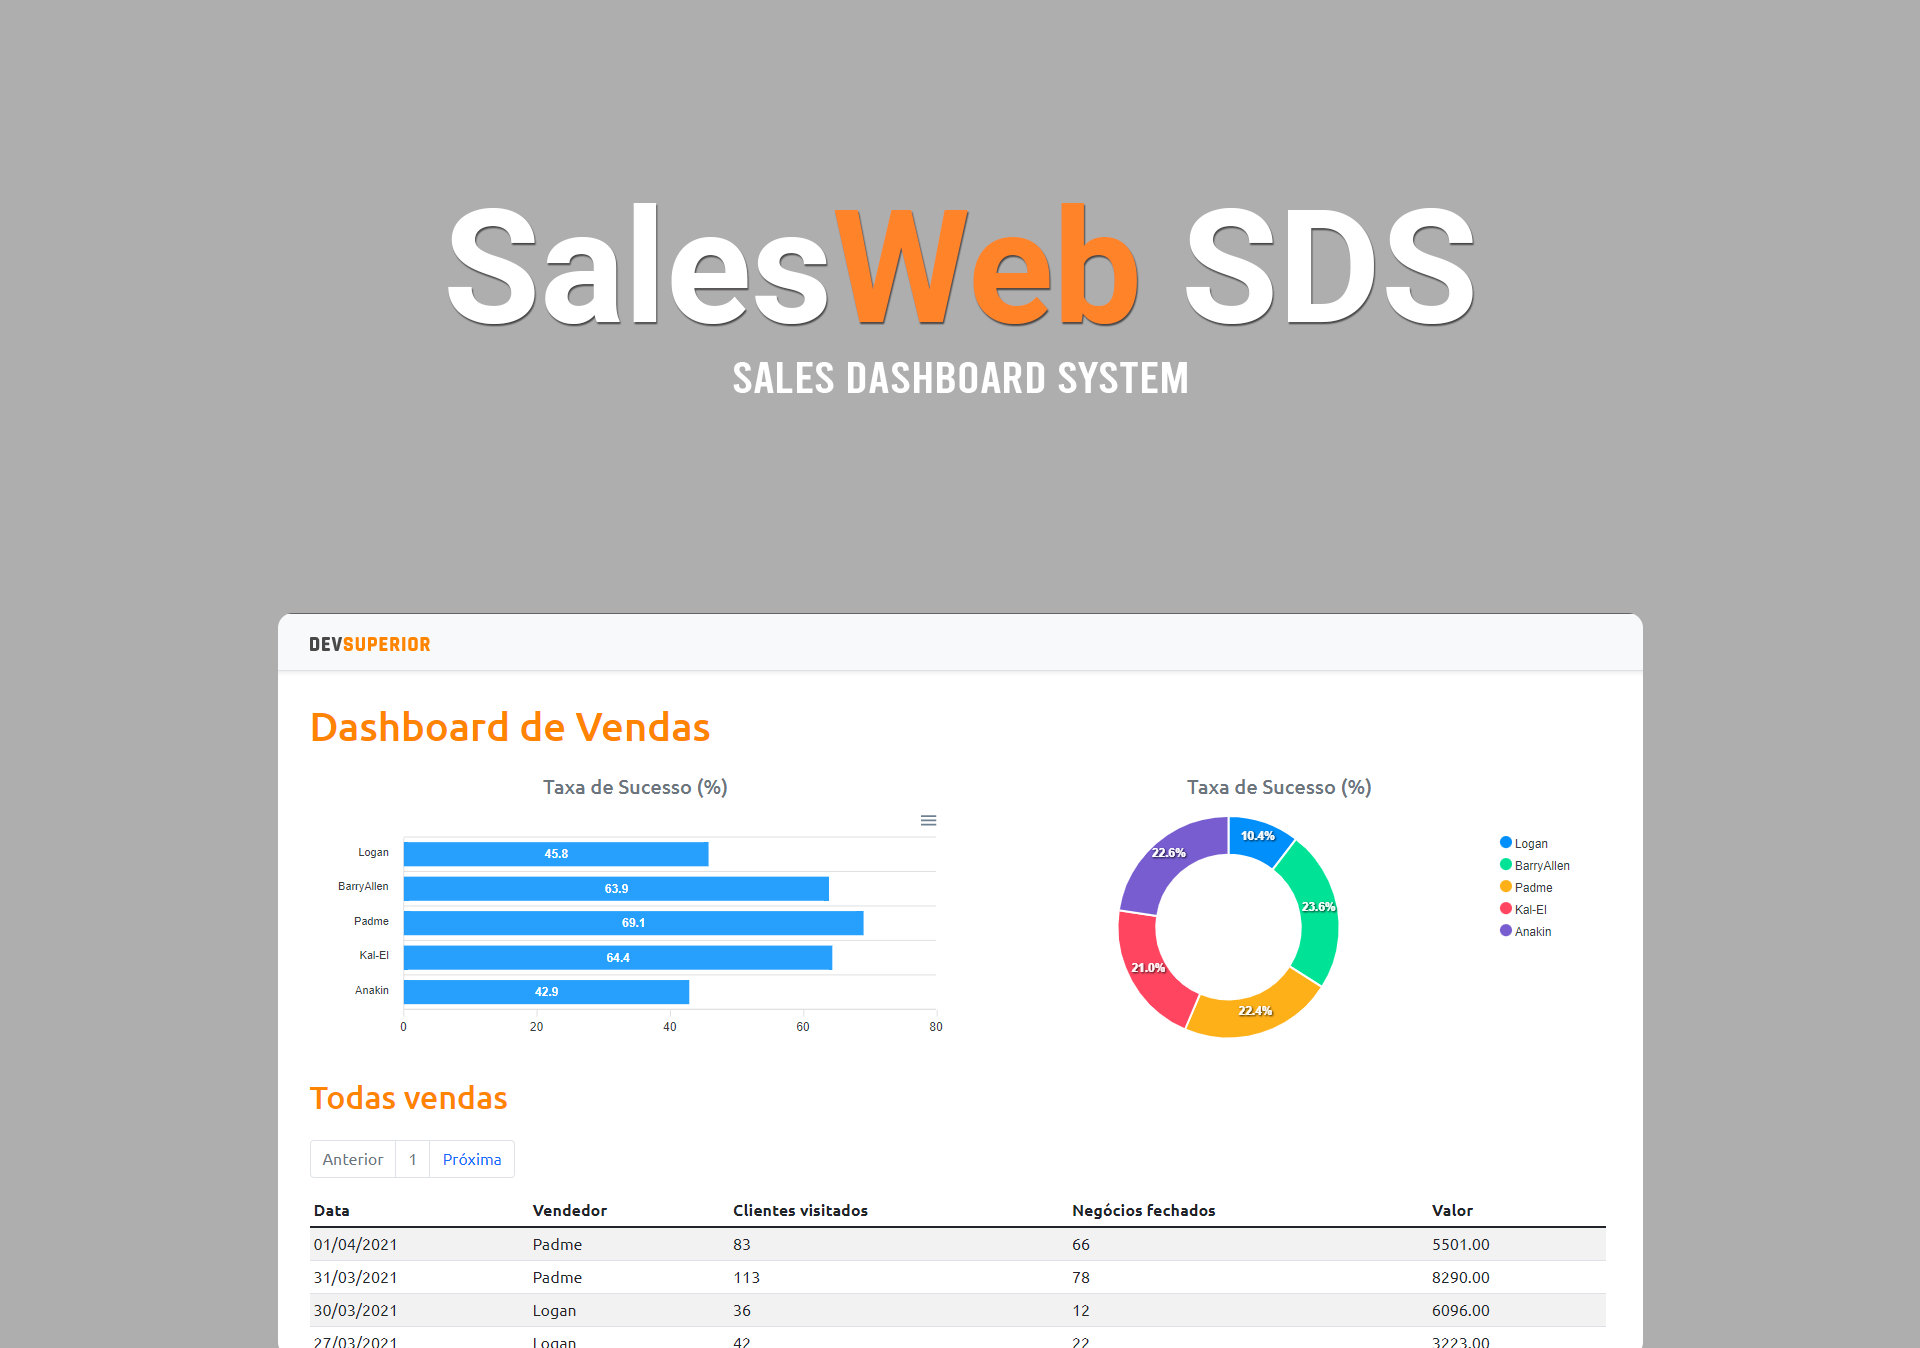 SalesWeb SDS
SALES DASHBOARD SYSTEM
DEVSUPERIOR
Dashboard de Vendas
Taxa de Sucesso (%)
Logan 45.8
BarryAllen 63.9
Padme 69.1
Kal-El 64.4
Anakin 42.9
0 20 40 60 80
Taxa de Sucesso (%)
10.4%
23.6%
22.4%
21.0%
22.6%
Logan
BarryAllen
Padme
Kal-El
Anakin
Todas vendas
Anterior 1 Próxima
Data Vendedor Clientes visitados Negócios fechados Valor
01/04/2021 Padme 83 66 5501.00
31/03/2021 Padme 113 78 8290.00
30/03/2021 Logan 36 12 6096.00
27/03/2021 Logan 42 22 3223.00